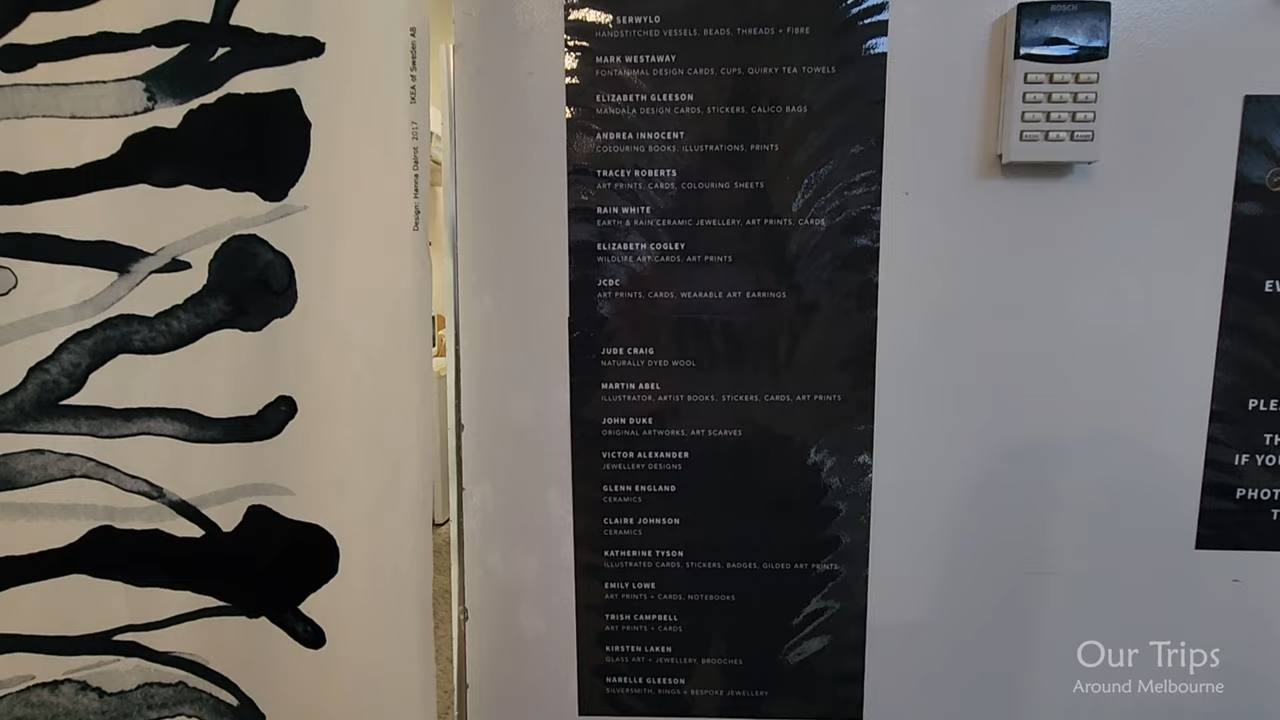 Design: Hanna Dalrot 2017 IKEA of Sweden AB
SERWYLO
HANDSTITCHED VESSELS, BEADS, THREADS + FIBRE
MARK WESTAWAY
FONTANIMAL DESIGN CARDS, CUPS, QUIRKY TEA TOWELS
ELIZABETH GLEESON
MANDALA DESIGN CARDS, STICKERS, CALICO BAGS
ANDREA INNOCENT
COLOURING BOOKS, ILLUSTRATIONS, PRINTS
TRACEY ROBERTS
ART PRINTS, CARDS, COLOURING SHEETS
RAIN WHITE
EARTH & RAIN CERAMIC JEWELLERY, ART PRINTS, CARDS
ELIZABETH COGLEY
WILDLIFE ART CARDS, ART PRINTS
JCDC
ART PRINTS, CARDS, WEARABLE ART EARRINGS
JUDE CRAIG
NATURALLY DYED WOOL
MARTIN ABEL
ILLUSTRATOR, ARTIST BOOKS, STICKERS, CARDS, ART PRINTS
JOHN DUKE
ORIGINAL ARTWORKS, ART SCARVES
VICTOR ALEXANDER
JEWELLERY DESIGNS
GLENN ENGLAND
CERAMICS
CLAIRE JOHNSON
CERAMICS
KATHERINE TYSON
ILLUSTRATED CARDS, STICKERS, BADGES, GILDED ART PRINTS
EMILY LOWE
ART PRINTS + CARDS, NOTEBOOKS
TRISH CAMPBELL
ART PRINTS + CARDS
KIRSTEN LAKEN
GLASS ART + JEWELLERY, BROOCHES
NARELLE GLEESON
SILVERSMITH, RINGS + BESPOKE JEWELLERY
BOSCH
EV
PLE
TH
IF YOU
PHOT
T
Our Trips
Around Melbourne